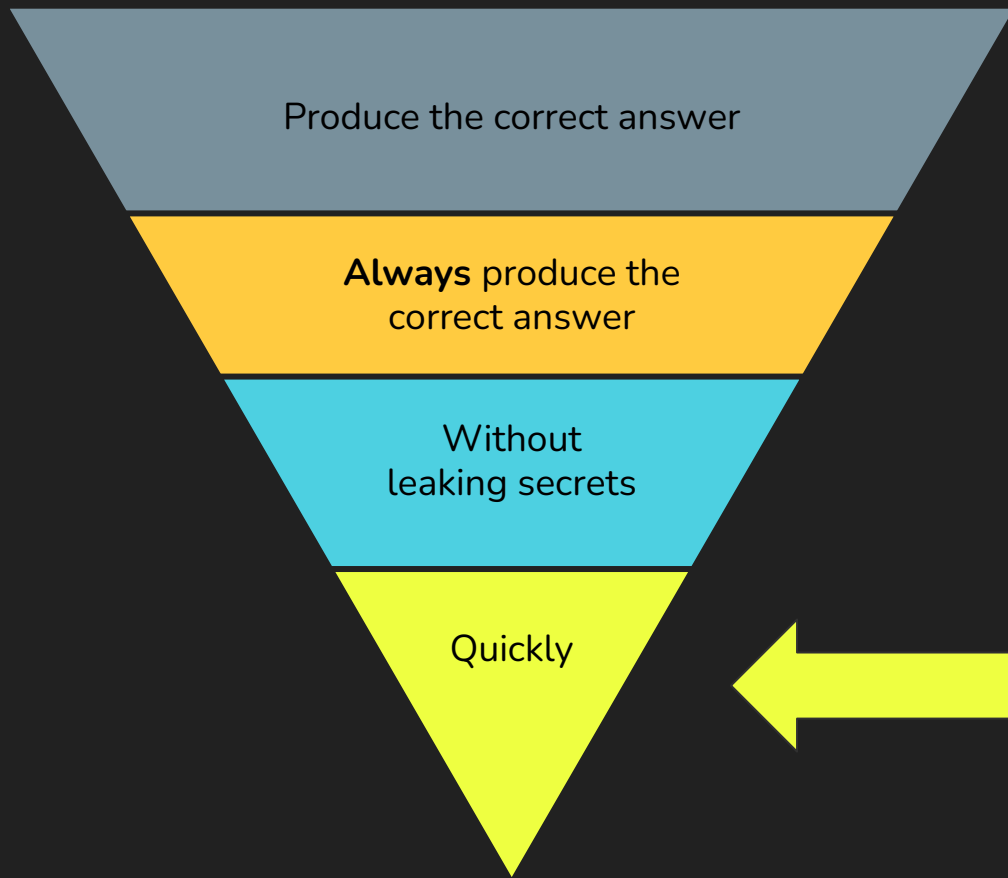 Produce the correct answer
Always produce the
correct answer
Without
leaking secrets
Quickly